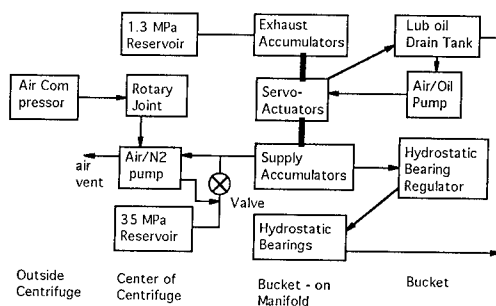 1.3 MPa
Reservoir
Exhaust
Accumulators
Lub oil
Drain Tank
Air Com
pressor
Rotary
Joint
Servo-
Actuators
Air/Oil
Pump
air
vent
Air/N2
pump
Supply
Accumulators
Hydrostatic
Bearing
Regulator
Valve
35 MPa
Reservoir
Hydrostatic
Bearings
Outside
Centrifuge
Center of
Centrifuge
Bucket - on
Manifold
Bucket